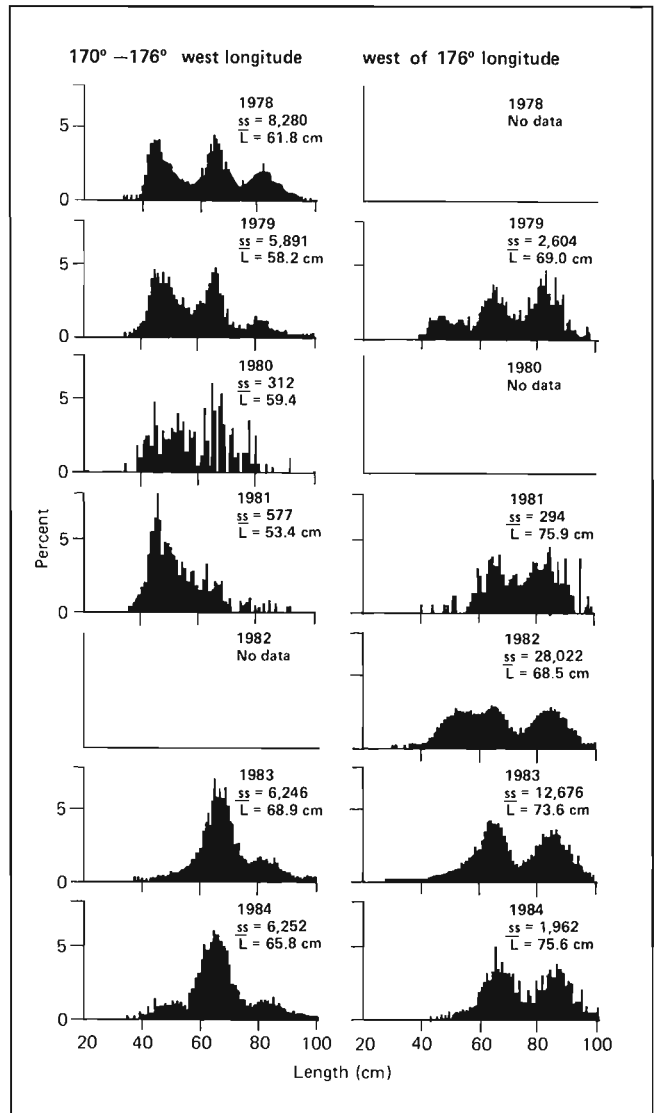 170° –176° west longitude
west of 176° longitude
1978
ss = 8,280
L = 61.8 cm
5
0
1978
No data
1979
ss = 5,891
L = 58.2 cm
5
0
1979
ss = 2,604
L = 69.0 cm
1980
ss = 312
L = 59.4
5
0
1980
No data
1981
ss = 577
L = 53.4 cm
5
0
1981
ss = 294
L = 75.9 cm
Percent
1982
No data
1982
ss = 28,022
L = 68.5 cm
1983
ss = 6,246
L = 68.9 cm
5
0
1983
ss = 12,676
L = 73.6 cm
1984
ss = 6,252
L = 65.8 cm
5
0
1984
ss = 1,962
L = 75.6 cm
20 40 60 80 100
20 40 60 80 100
Length (cm)